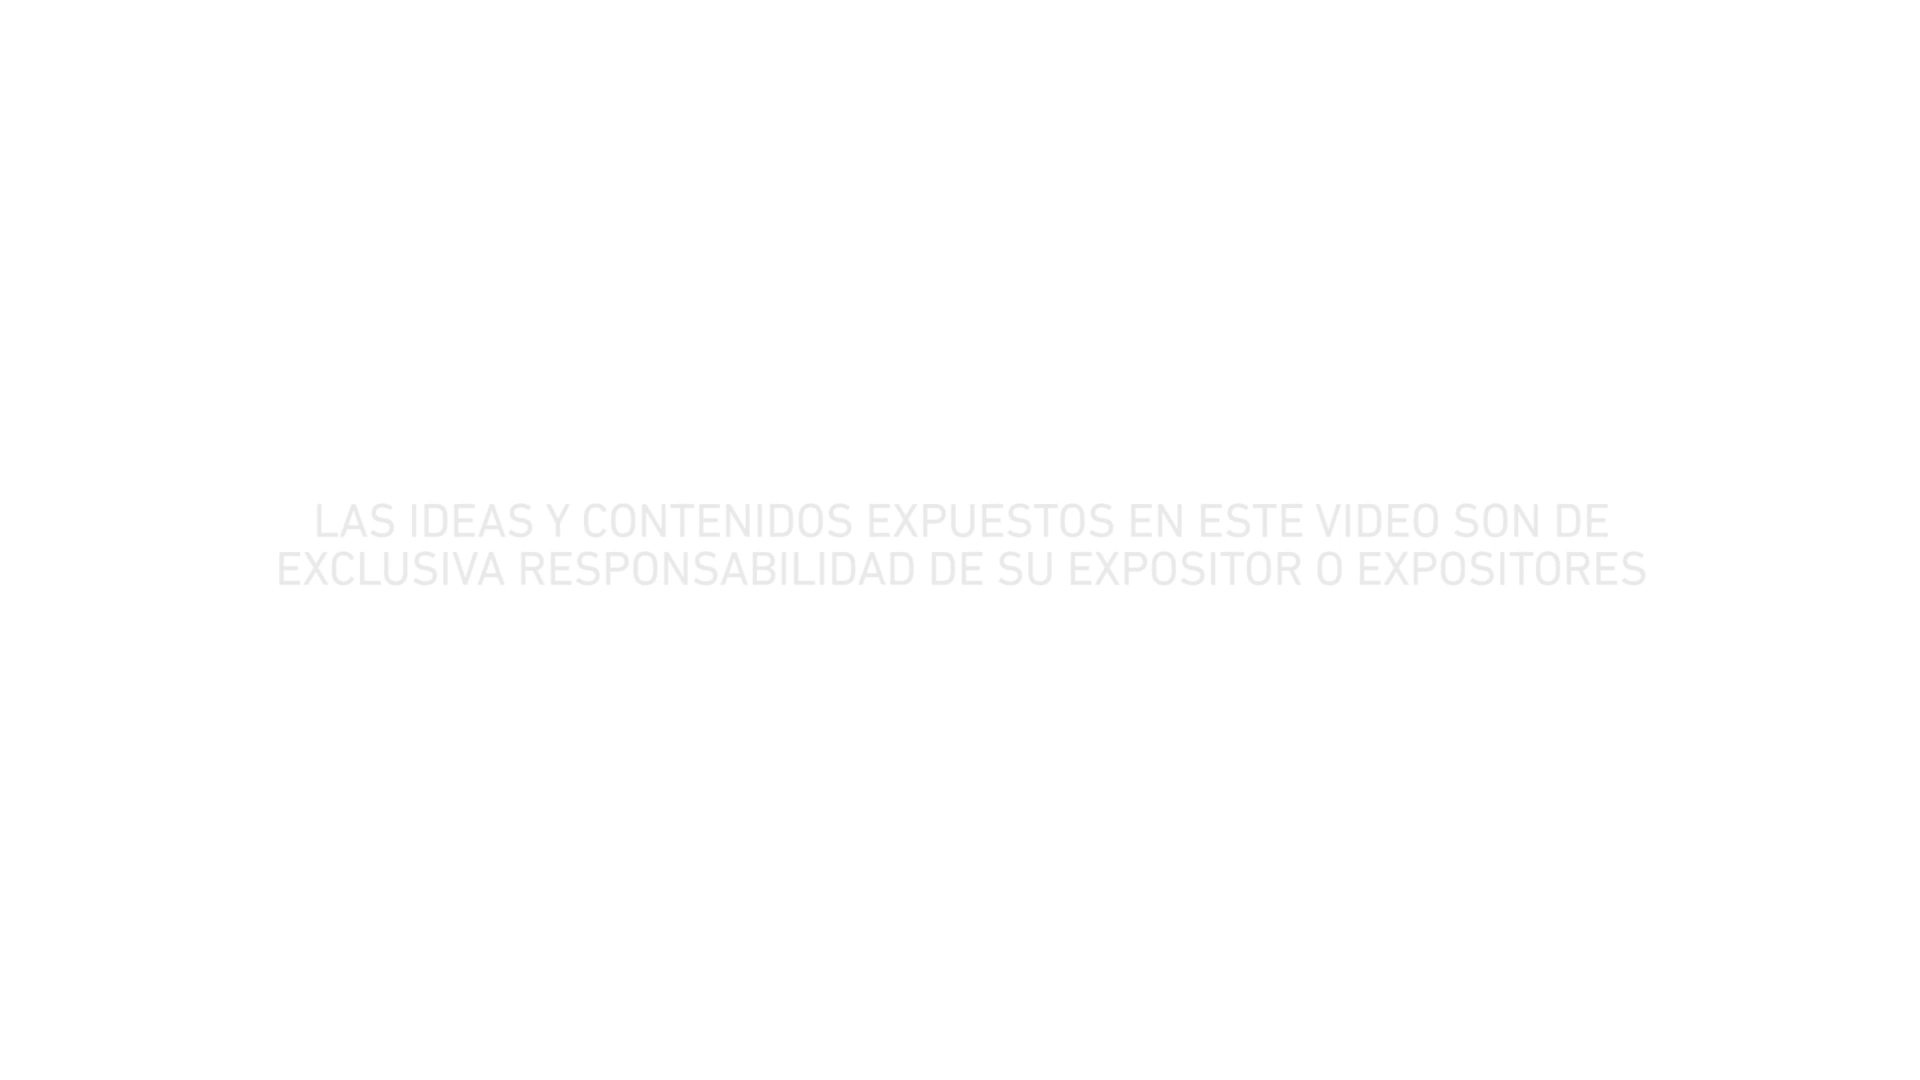 LAS IDEAS Y CONTENIDOS EXPUESTOS EN ESTE VIDEO SON DE
EXCLUSIVA RESPONSABILIDAD DE SU EXPOSITOR O EXPOSITORES